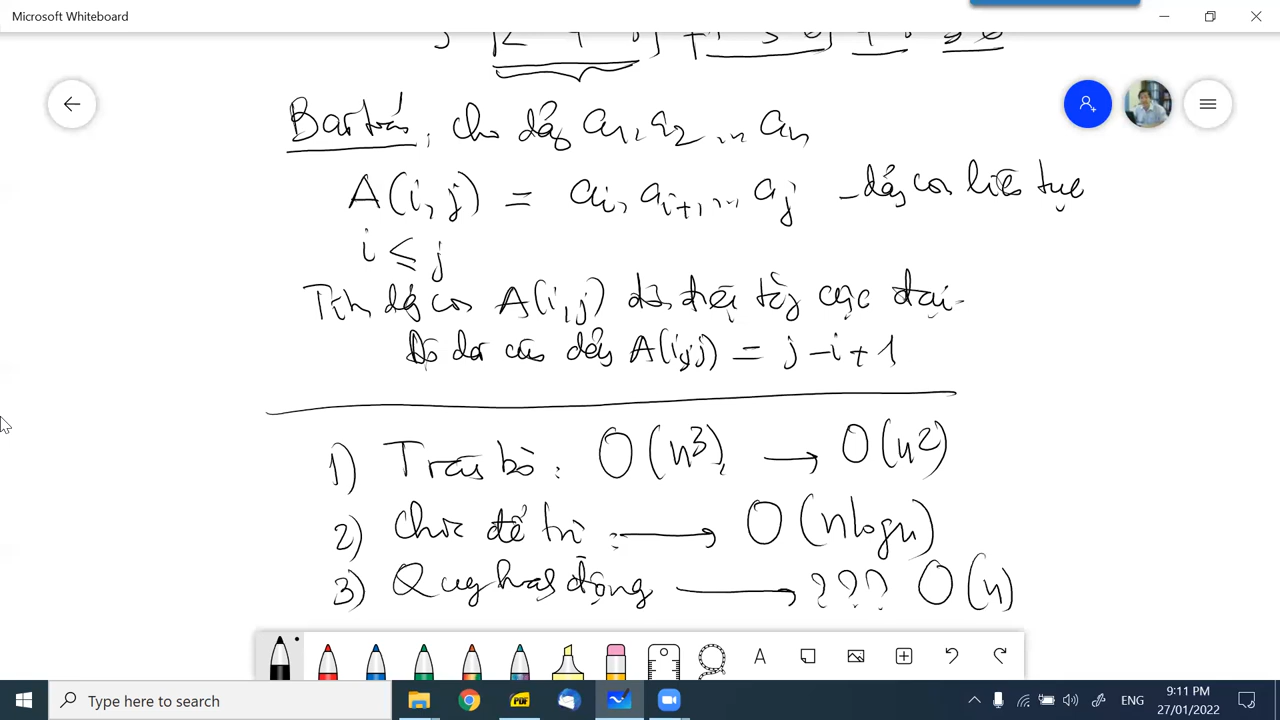 Microsoft Whiteboard
Bài toán, cho dãy a1, a2, ..., an
A(i, j) = ai, ai+1, ... aj - dãy con liên tục
i ≤ j
Tìm dãy con A(i, j) có tổng cực đại
Độ dài của dãy A(i, j) = j - i + 1
1) Trâu bò : O(n3), → O(n2)
2) Chia để trị : → O(nlogn)
3) Quy hoạch động → ??? O(n)
A
Type here to search
PDF
ENG
9:11 PM
27/01/2022